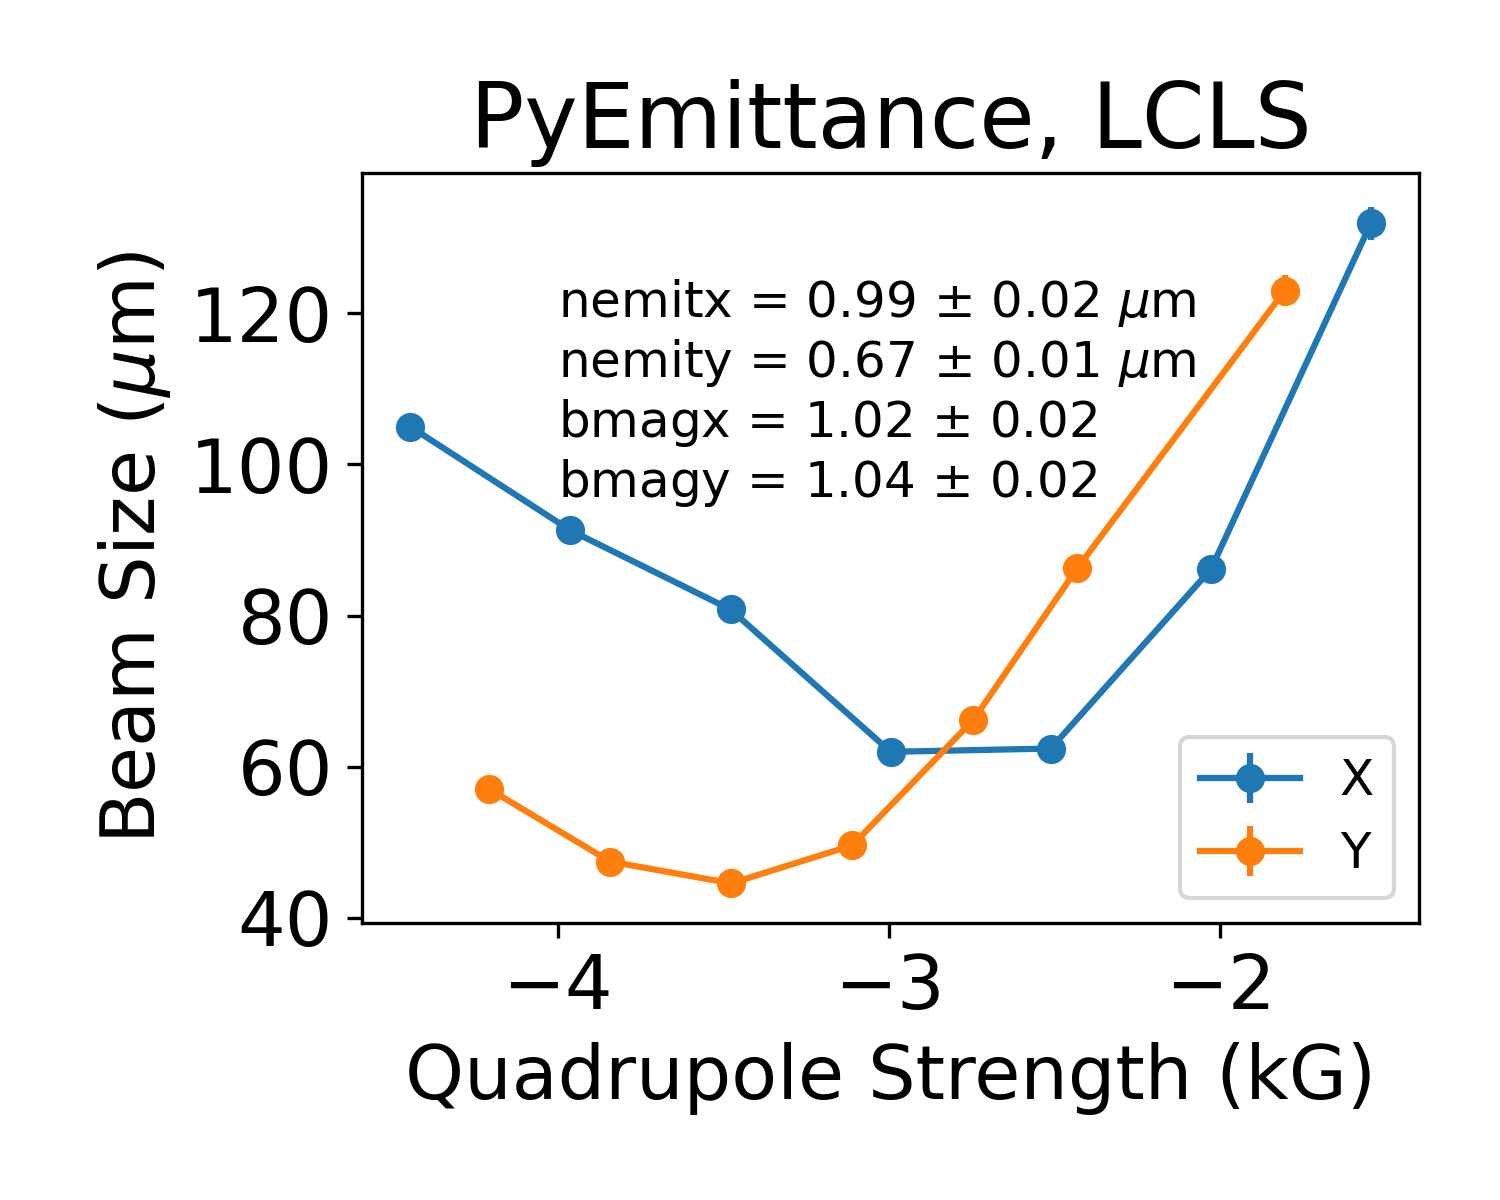 PyEmittance, LCLS
nemitx = 0.99 ± 0.02 μm
nemity = 0.67 ± 0.01 μm
bmagx = 1.02 ± 0.02
bmagy = 1.04 ± 0.02
Beam Size (μm)
120
100
80
60
40
X
Y
−4
−3
−2
Quadrupole Strength (kG)